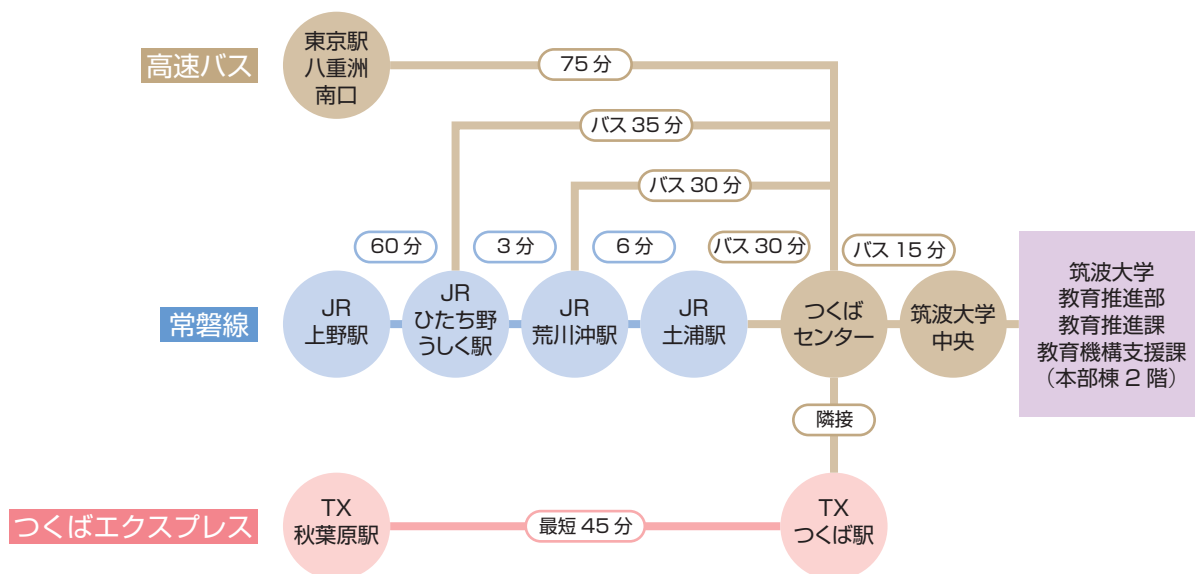 高速バス
東京駅
八重洲
南口
75分
バス35分
バス30分
60分
3分
6分
バス30分
バス15分
常磐線
JR
上野駅
JR
ひたち野
うしく駅
JR
荒川沖駅
JR
土浦駅
つくば
センター
筑波大学
中央
筑波大学
教育推進部
教育推進課
教育機構支援課
（本部棟2階）
隣接
つくばエクスプレス
TX
秋葉原駅
最短45分
TX
つくば駅